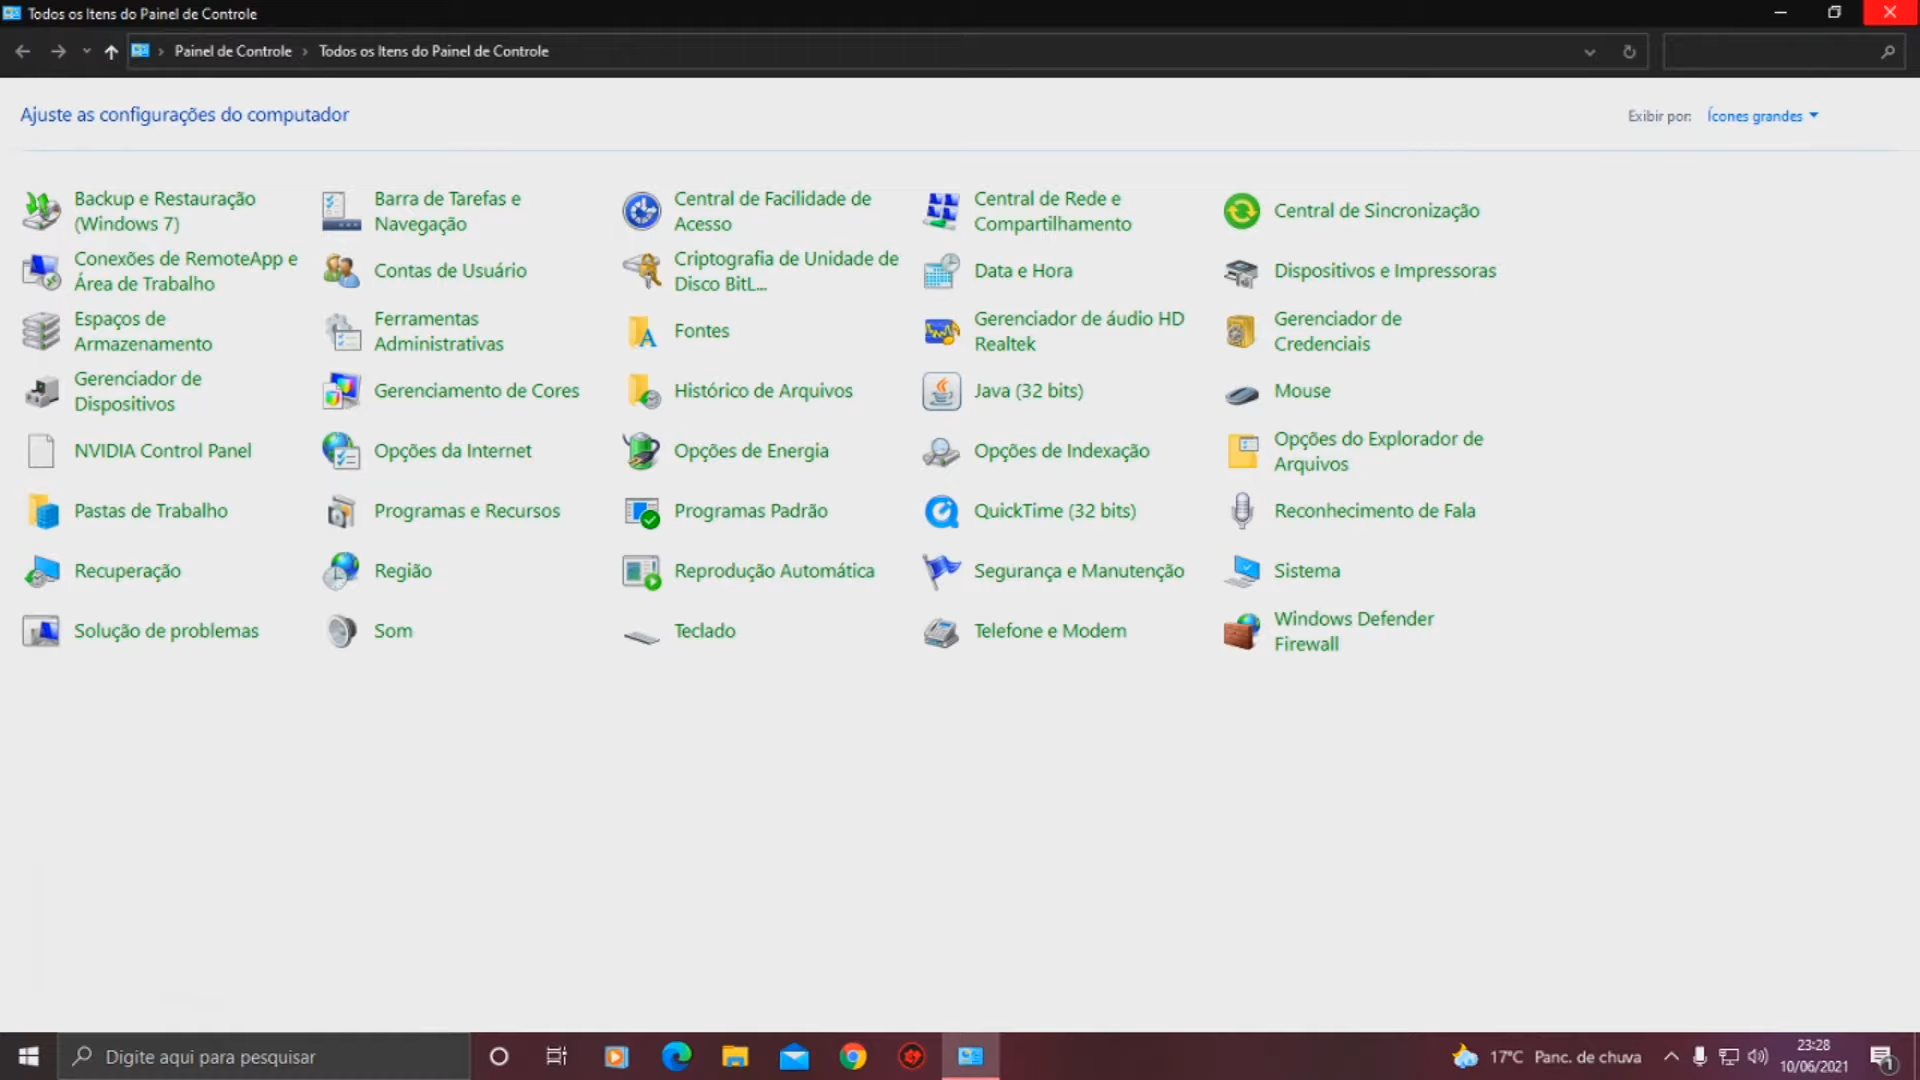 Todos os Itens do Painel de Controle
Painel de Controle
Todos os Itens do Painel de Controle
Ajuste as configurações do computador
Exibir por:
Ícones grandes
Backup e Restauração
(Windows 7)
Barra de Tarefas e
Navegação
Central de Facilidade de
Acesso
Central de Rede e
Compartilhamento
Central de Sincronização
Conexões de RemoteApp e
Área de Trabalho
Contas de Usuário
Criptografia de Unidade de
Disco BitL...
Data e Hora
Dispositivos e Impressoras
Espaços de
Armazenamento
Ferramentas
Administrativas
Fontes
Gerenciador de áudio HD
Realtek
Gerenciador de
Credenciais
Gerenciador de
Dispositivos
Gerenciamento de Cores
Histórico de Arquivos
Java (32 bits)
Mouse
NVIDIA Control Panel
Opções da Internet
Opções de Energia
Opções de Indexação
Opções do Explorador de
Arquivos
Pastas de Trabalho
Programas e Recursos
Programas Padrão
QuickTime (32 bits)
Reconhecimento de Fala
Recuperação
Região
Reprodução Automática
Segurança e Manutenção
Sistema
Solução de problemas
Som
Teclado
Telefone e Modem
Windows Defender
Firewall
Digite aqui para pesquisar
17°C Panc. de chuva
23:28
10/06/2021
1